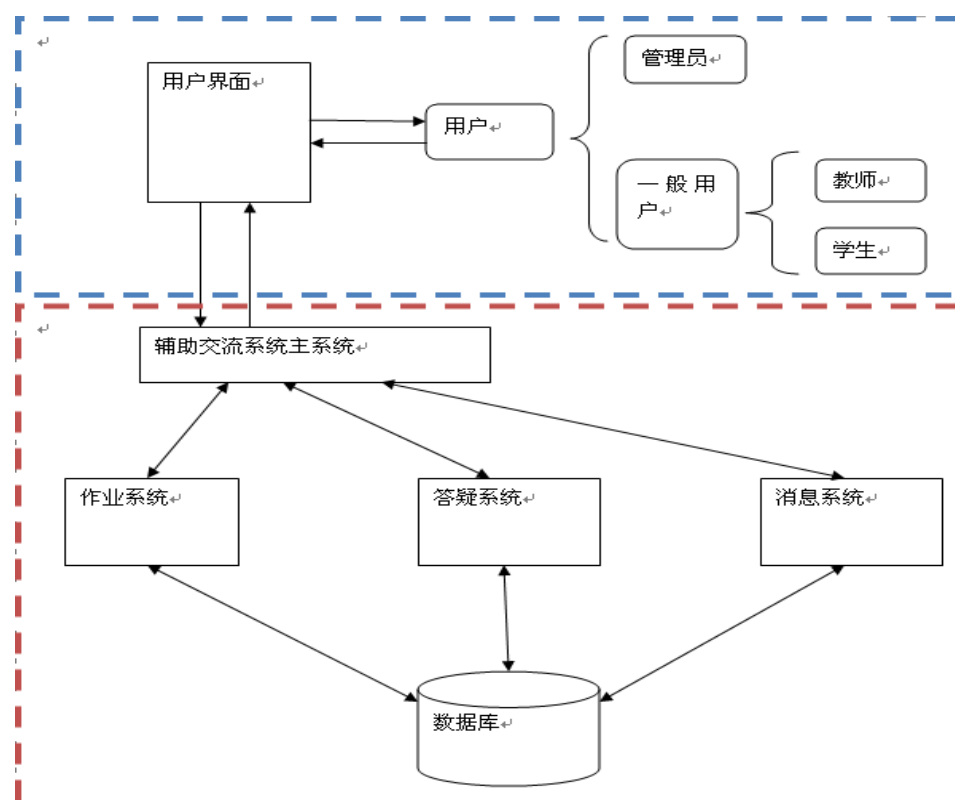 管理员
用户界面
用户
一般用
户
教师
学生
辅助交流系统主系统
作业系统
答疑系统
消息系统
数据库